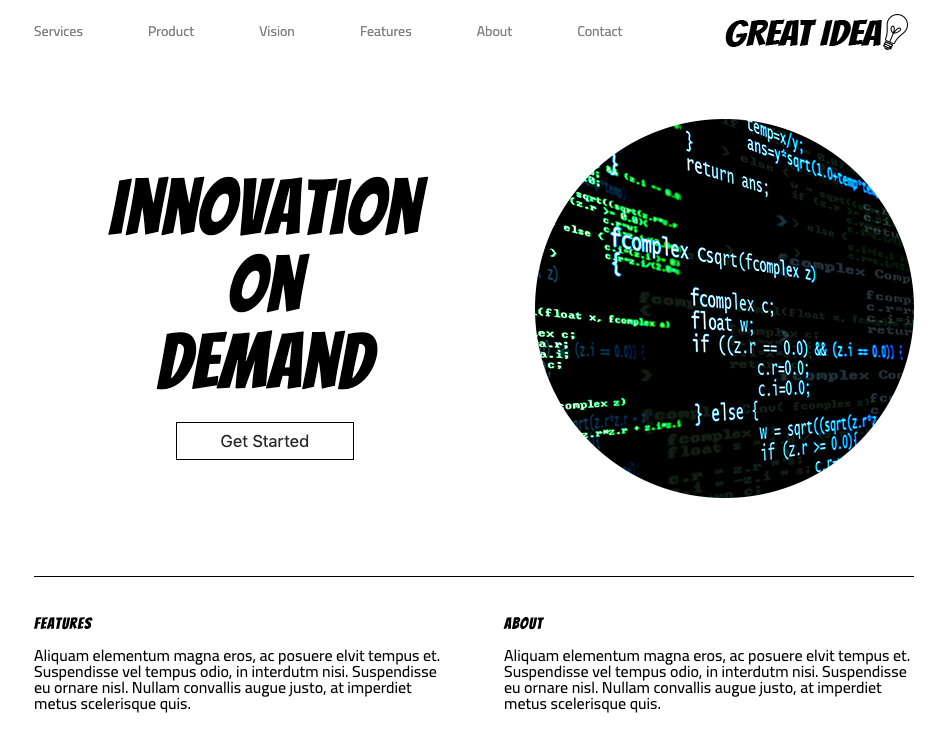 Services Product Vision Features About Contact GREAT IDEA
INNOVATION
ON
DEMAND
Get Started
temp=x/y;
} ans=y*sqrt(1.0+temp*temp
return ans;
else {
fcomplex Csqrt(fcomplex z)
{
fcomplex c;
float w;
(float x, fcomplex a)
if ((z.r == 0.0) && (z.i == 0.0)) {
c.r=0.0;
c.i=0.0;
} else {
w = sqrt((sqrt(z.r*z
if (z.r >= 0.0){
FEATURES
Aliquam elementum magna eros, ac posuere elvit tempus et.
Suspendisse vel tempus odio, in interdutm nisi. Suspendisse
eu ornare nisl. Nullam convallis augue justo, at imperdiet
metus scelerisque quis.
ABOUT
Aliquam elementum magna eros, ac posuere elvit tempus et.
Suspendisse vel tempus odio, in interdutm nisi. Suspendisse
eu ornare nisl. Nullam convallis augue justo, at imperdiet
metus scelerisque quis.